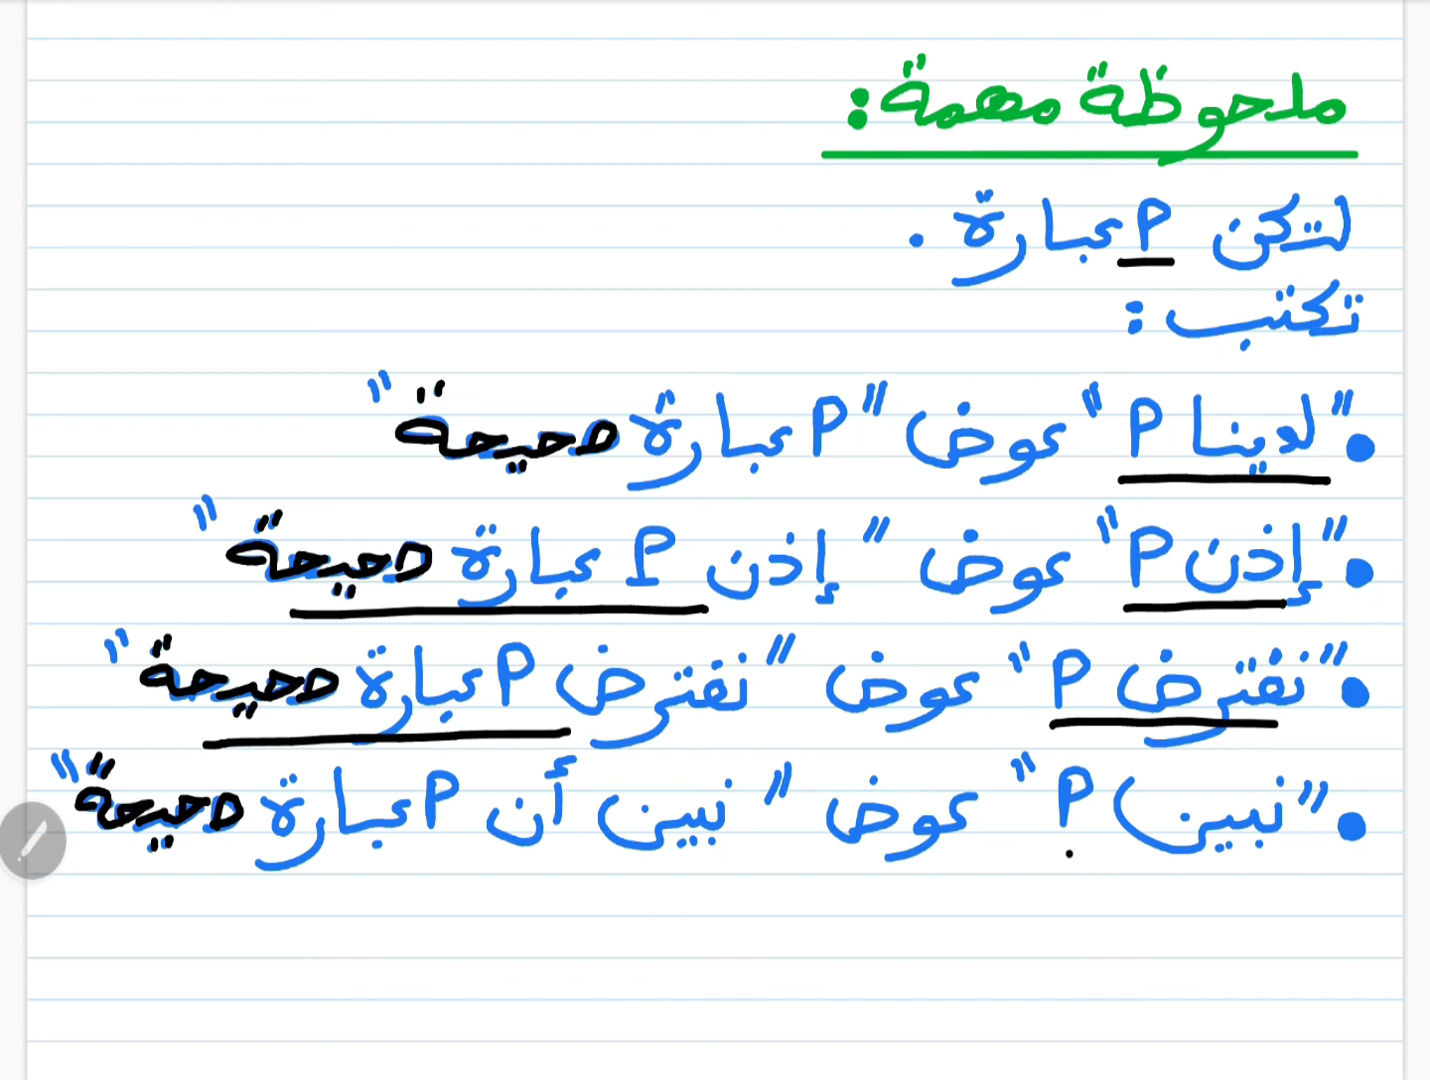 ملحوظة مهمة:
لتكن P عبارة.
نكتب:
• "لدينا P" عوض "P عبارة صحيحة"
• "إذن P" عوض "إذن P عبارة صحيحة"
• "نفترض P" عوض "نفترض P عبارة صحيحة"
• "نبين P" عوض "نبين أن P عبارة صحيحة"